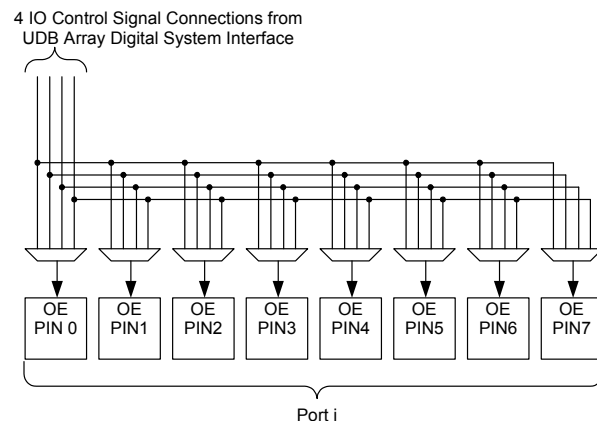 4 IO Control Signal Connections from
UDB Array Digital System Interface
OE
PIN 0
OE
PIN1
OE
PIN2
OE
PIN3
OE
PIN4
OE
PIN5
OE
PIN6
OE
PIN7
Port i